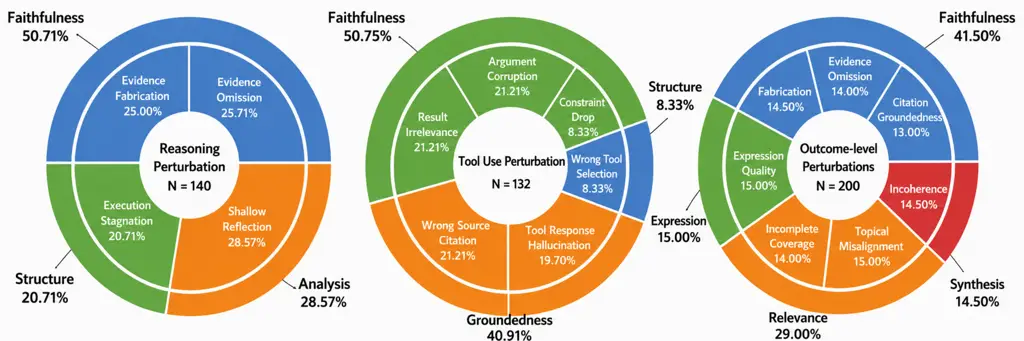 Faithfulness
50.71%
Evidence
Fabrication
25.00%
Evidence
Omission
25.71%
Reasoning
Perturbation
N = 140
Execution
Stagnation
20.71%
Shallow
Reflection
28.57%
Structure
20.71%
Analysis
28.57%
Faithfulness
50.75%
Argument
Corruption
21.21%
Constraint
Drop
8.33%
Result
Irrelevance
21.21%
Structure
8.33%
Tool Use Perturbation
N = 132
Wrong Tool
Selection
8.33%
Wrong Source
Citation
21.21%
Tool Response
Hallucination
19.70%
Groundedness
40.91%
Faithfulness
41.50%
Evidence
Omission
14.00%
Fabrication
14.50%
Citation
Groundedness
13.00%
Outcome-level
Perturbations
N = 200
Expression
Quality
15.00%
Incoherence
14.50%
Incomplete
Coverage
14.00%
Topical
Misalignment
15.00%
Expression
15.00%
Synthesis
14.50%
Relevance
29.00%